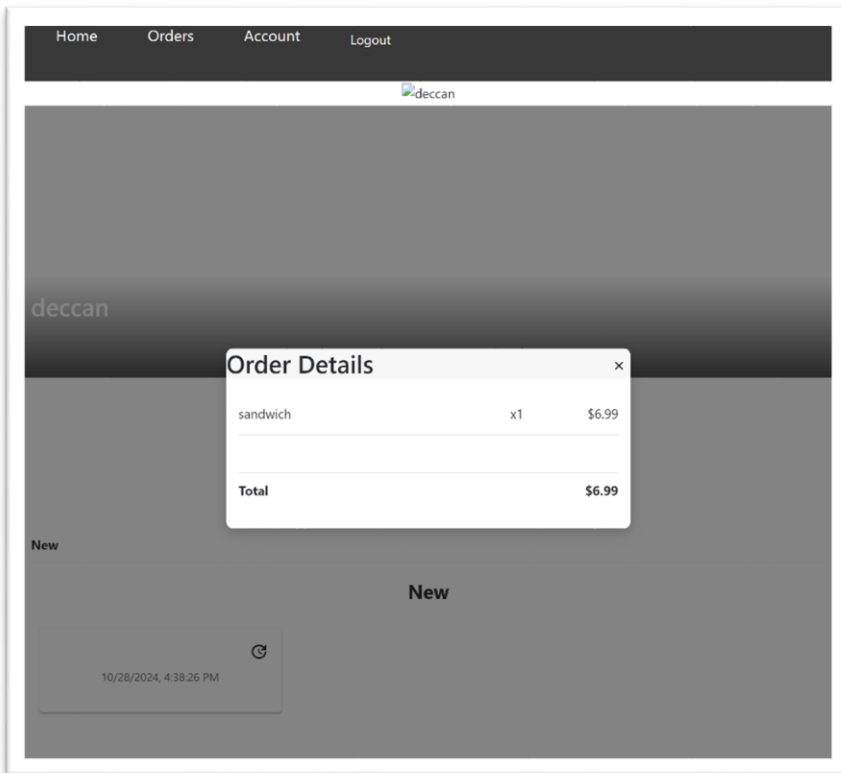 Home Orders Account Logout
deccan
deccan
Order Details ×
sandwich x1 $6.99
Total $6.99
New
New
10/28/2024, 4:38:26 PM